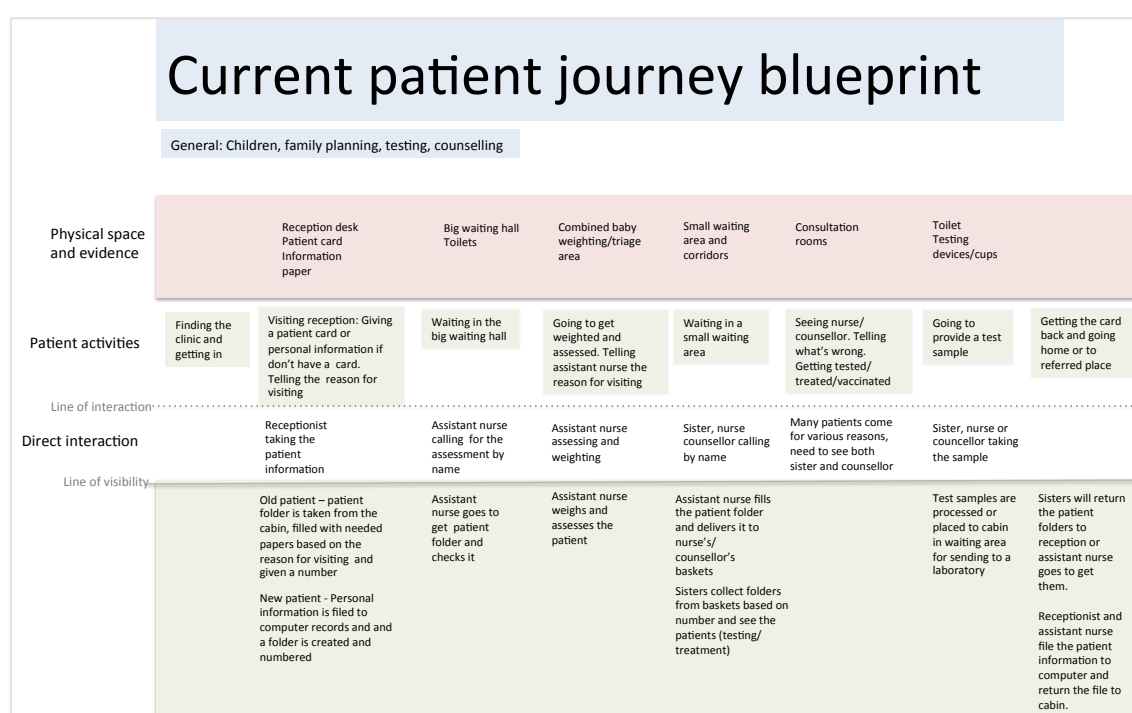 Current patient journey blueprint
General: Children, family planning, testing, counselling
Physical space
and evidence
Reception desk
Patient card
Information
paper
Big waiting hall
Toilets
Combined baby
weighting/triage
area
Small waiting
area and
corridors
Consultation
rooms
Toilet
Testing
devices/cups
Patient activities
Finding the
clinic and
getting in
Visiting reception: Giving
a patient card or
personal information if
don't have a card.
Telling the reason for
visiting
Waiting in the
big waiting hall
Going to get
weighted and
assessed. Telling
assistant nurse the
reason for visiting
Waiting in a
small waiting
area
Seeing nurse/
counsellor. Telling
what's wrong.
Getting tested/
treated/vaccinated
Going to
provide a test
sample
Getting the card
back and going
home or to
referred place
Line of interaction
Direct interaction
Receptionist
taking the
patient
information
Assistant nurse
calling for the
assessment by
name
Assistant nurse
assessing and
weighting
Sister, nurse
counsellor calling
by name
Many patients come
for various reasons,
need to see both
sister and counsellor
Sister, nurse or
councellor taking
the sample
Line of visibility
Old patient – patient
folder is taken from the
cabin, filled with needed
papers based on the
reason for visiting and
given a number
New patient - Personal
information is filed to
computer records and and
a folder is created and
numbered
Assistant
nurse goes to
get patient
folder and
checks it
Assistant nurse
weighs and
assesses the
patient
Assistant nurse fills
the patient folder
and delivers it to
nurse's/
counsellor's
baskets
Sisters collect folders
from baskets based on
number and see the
patients (testing/
treatment)
Test samples are
processed or
placed to cabin
in waiting area
for sending to a
laboratory
Sisters will return
the patient
folders to
reception or
assistant nurse
goes to get
them.
Receptionist and
assistant nurse
file the patient
information to
computer and
return the file to
cabin.